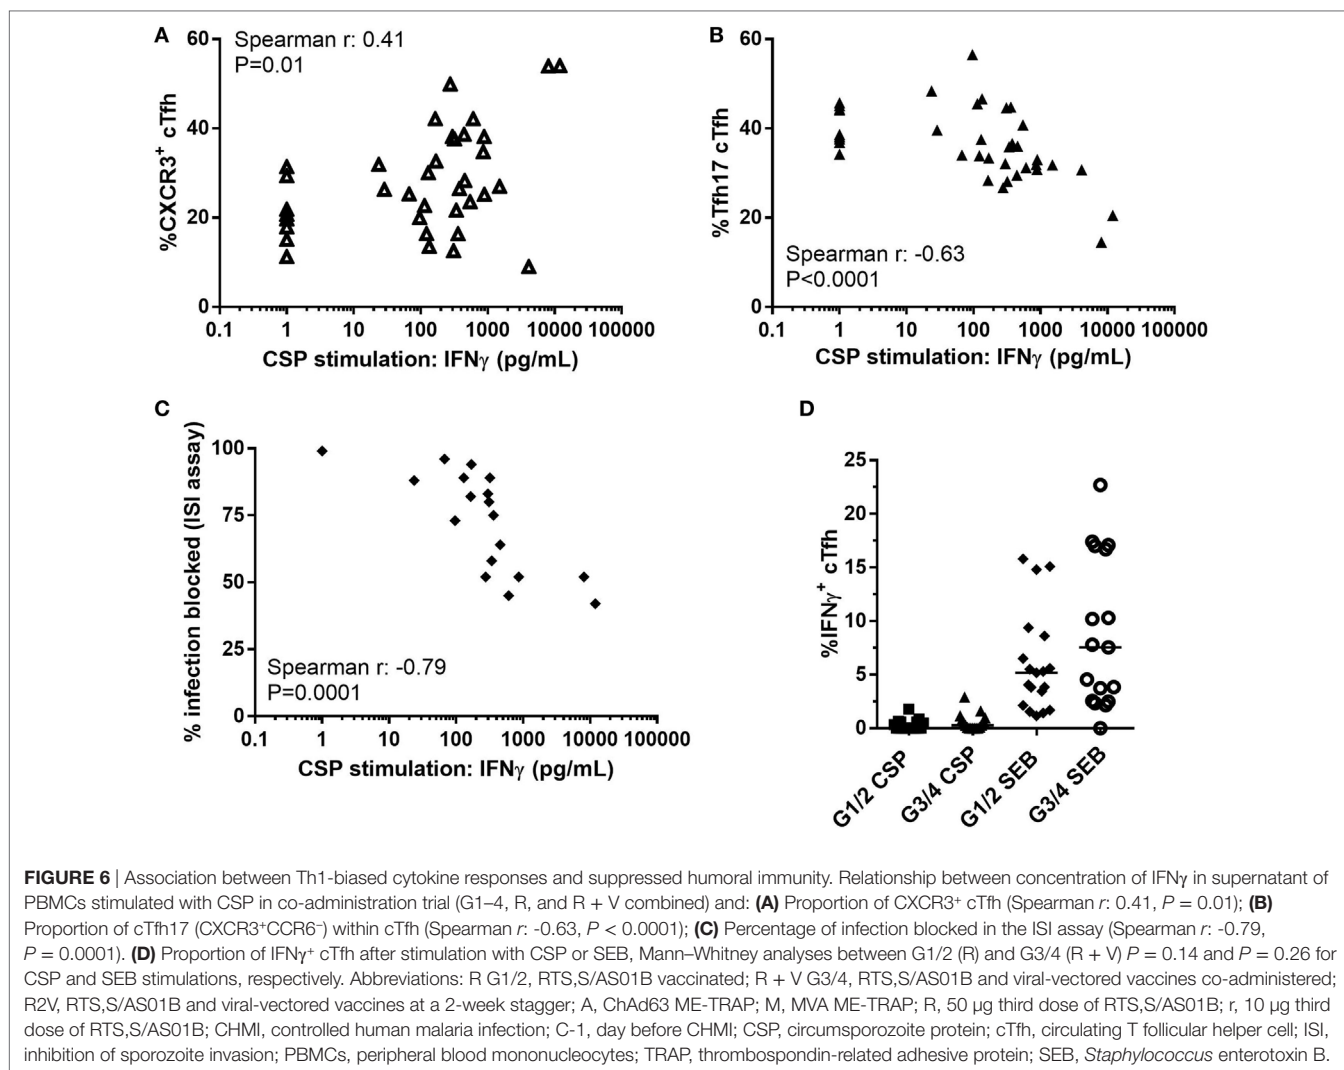 A
60
40
20
0
%CXCR3+ cTfh
Spearman r: 0.41
P=0.01
0.1 1 10 100 1000 10000 100000
CSP stimulation: IFNγ (pg/mL)
B
60
40
20
0
%Tfh17 cTfh
Spearman r: -0.63
P<0.0001
0.1 1 10 100 1000 10000 100000
CSP stimulation: IFNγ (pg/mL)
C
100
75
50
25
0
% infection blocked (ISI assay)
Spearman r: -0.79
P=0.0001
0.1 1 10 100 1000 10000 100000
CSP stimulation: IFNγ (pg/mL)
D
25
20
15
10
5
0
%IFNγ+ cTfh
G1/2 CSP
G3/4 CSP
G1/2 SEB
G3/4 SEB
FIGURE 6 | Association between Th1-biased cytokine responses and suppressed humoral immunity. Relationship between concentration of IFNγ in supernatant of
PBMCs stimulated with CSP in co-administration trial (G1–4, R, and R + V combined) and: (A) Proportion of CXCR3+ cTfh (Spearman r: 0.41, P = 0.01); (B)
Proportion of cTfh17 (CXCR3+CCR6−) within cTfh (Spearman r: -0.63, P < 0.0001); (C) Percentage of infection blocked in the ISI assay (Spearman r: -0.79,
P = 0.0001). (D) Proportion of IFNγ+ cTfh after stimulation with CSP or SEB, Mann–Whitney analyses between G1/2 (R) and G3/4 (R + V) P = 0.14 and P = 0.26 for
CSP and SEB stimulations, respectively. Abbreviations: R G1/2, RTS,S/AS01B vaccinated; R + V G3/4, RTS,S/AS01B and viral-vectored vaccines co-administered;
R2V, RTS,S/AS01B and viral-vectored vaccines at a 2-week stagger; A, ChAd63 ME-TRAP; M, MVA ME-TRAP; R, 50 µg third dose of RTS,S/AS01B; r, 10 µg third
dose of RTS,S/AS01B; CHMI, controlled human malaria infection; C-1, day before CHMI; CSP, circumsporozoite protein; cTfh, circulating T follicular helper cell; ISI,
inhibition of sporozoite invasion; PBMCs, peripheral blood mononucleocytes; TRAP, thrombospondin-related adhesive protein; SEB, Staphylococcus enterotoxin B.